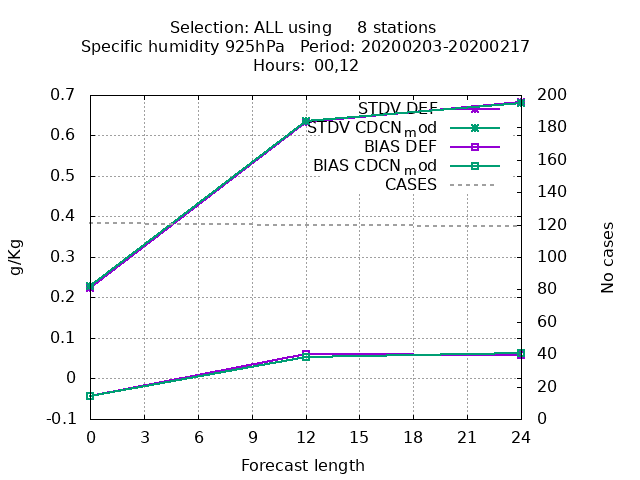 Selection: ALL using     8 stations
Specific humidity 925hPa   Period: 20200203-20200217
Hours: 00,12
0.7
0.6
0.5
0.4
0.3
0.2
0.1
0
-0.1
g/Kg
STDV DEF
STDV CDCNmod
BIAS DEF
BIAS CDCNmod
CASES
200
180
160
140
120
100
80
60
40
20
0
No cases
0 3 6 9 12 15 18 21 24
Forecast length